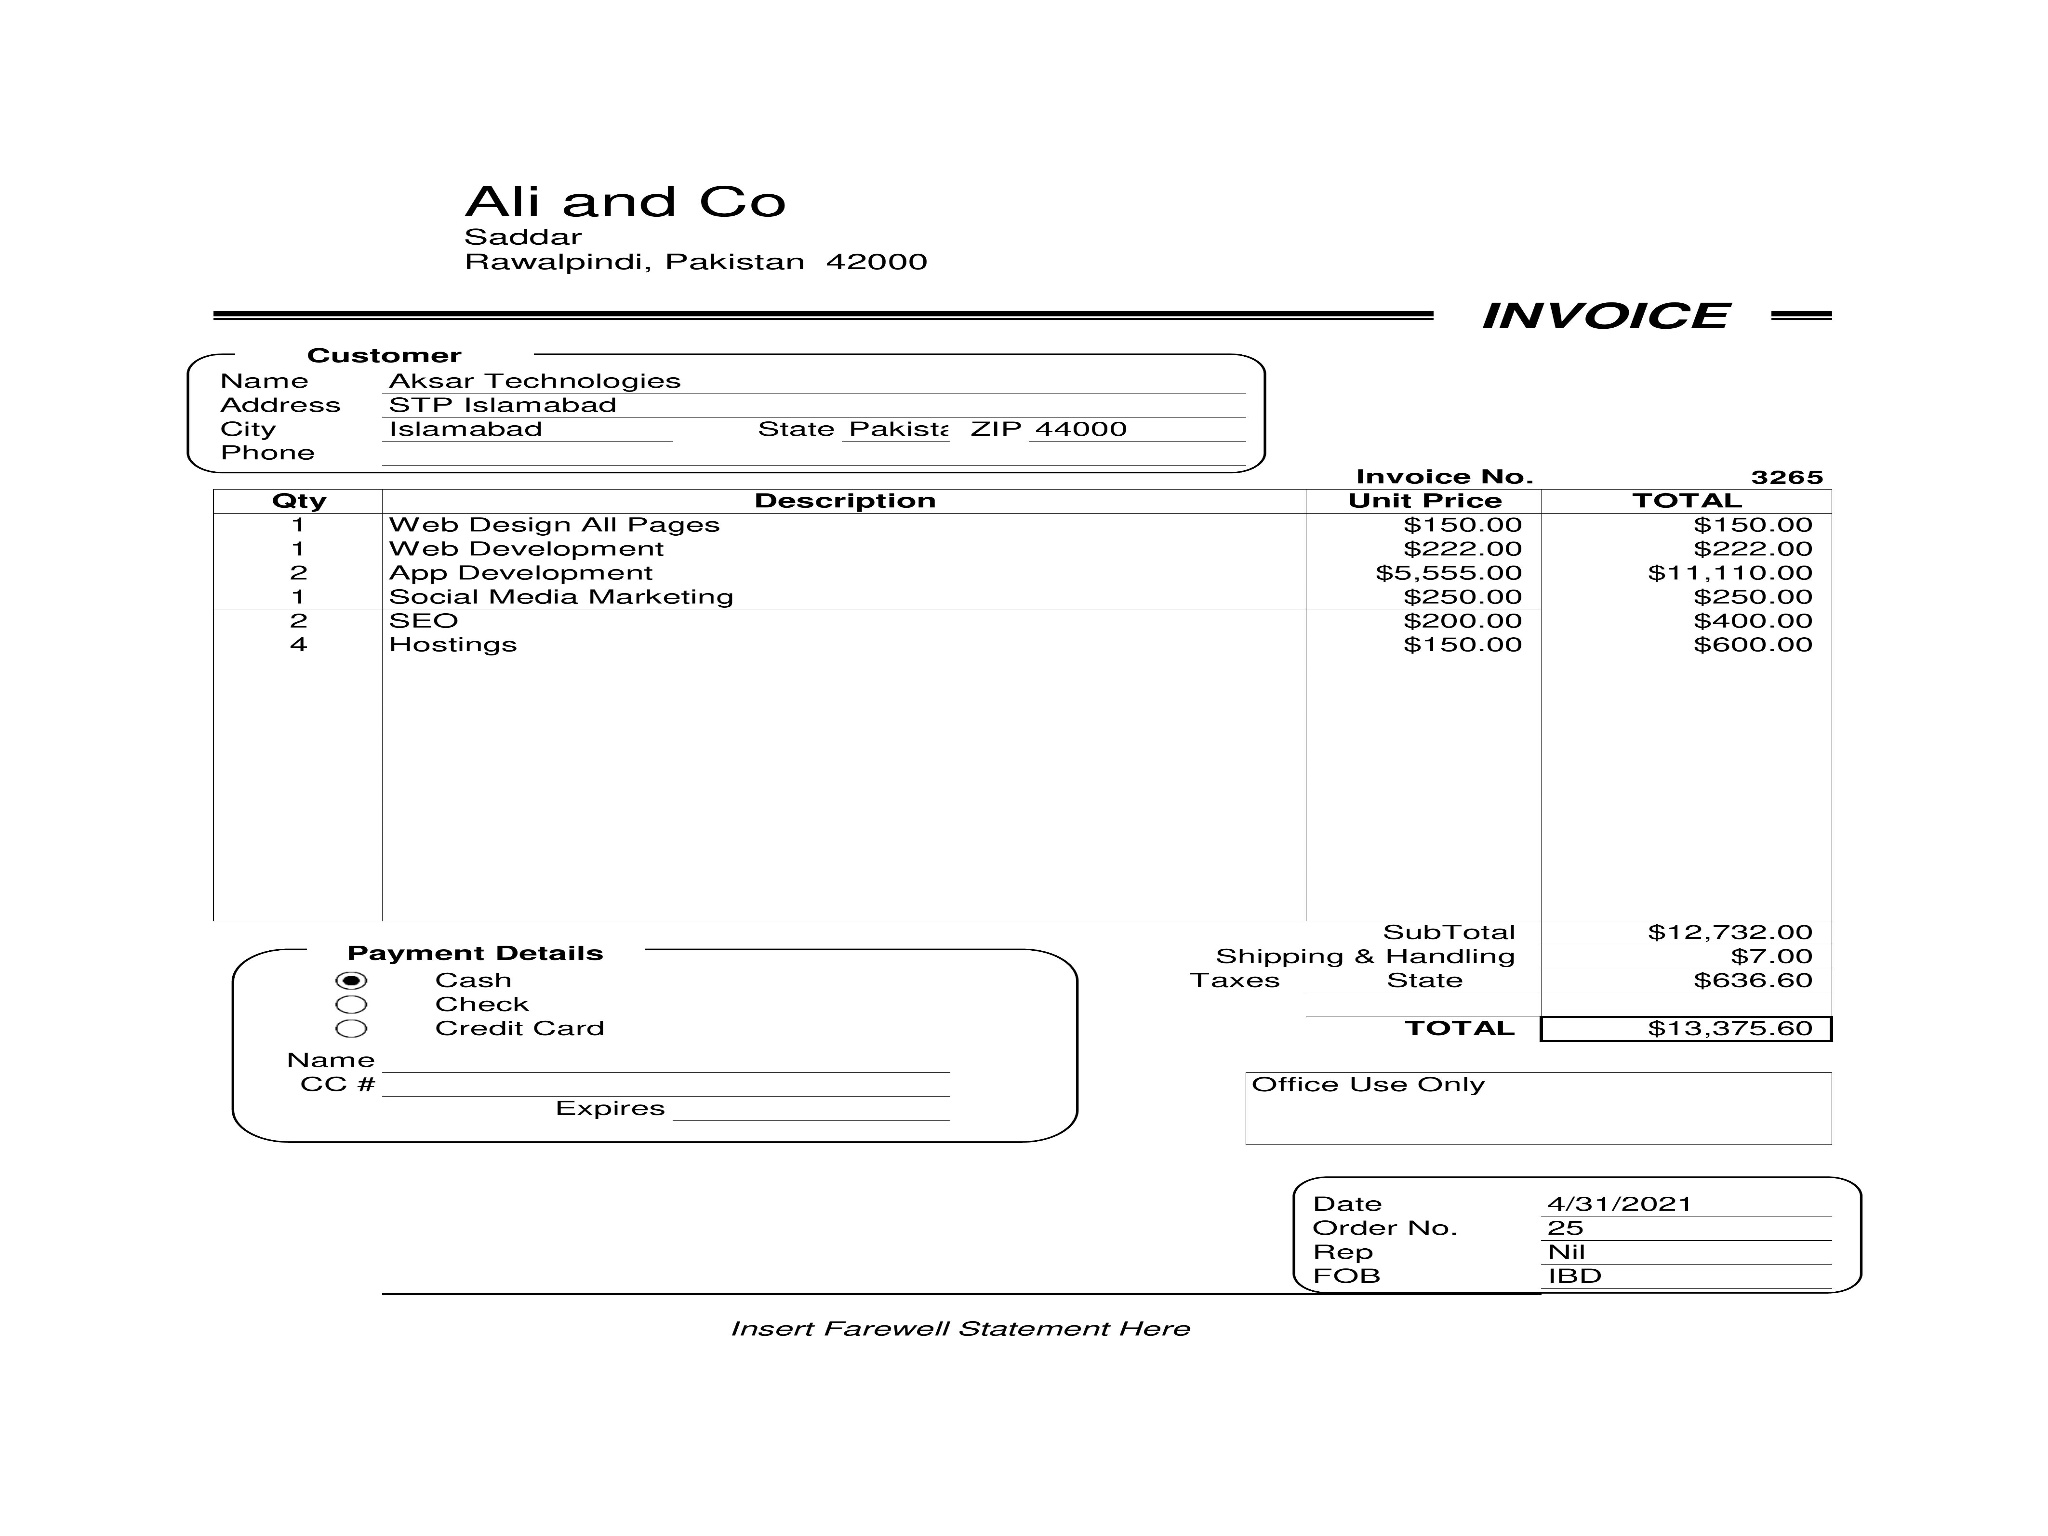 Ali and Co
Saddar
Rawalpindi, Pakistan 42000
INVOICE
Customer
Name Aksar Technologies
Address STP Islamabad
City Islamabad State Pakista ZIP 44000
Phone
Invoice No. 3265
Qty Description Unit Price TOTAL
1 Web Design All Pages $150.00 $150.00
1 Web Development $222.00 $222.00
2 App Development $5,555.00 $11,110.00
1 Social Media Marketing $250.00 $250.00
2 SEO $200.00 $400.00
4 Hostings $150.00 $600.00
SubTotal $12,732.00
Shipping & Handling $7.00
Taxes State $636.60
TOTAL $13,375.60
Payment Details
Cash
Check
Credit Card
Name
CC #
Expires
Office Use Only
Date 4/31/2021
Order No. 25
Rep Nil
FOB IBD
Insert Farewell Statement Here